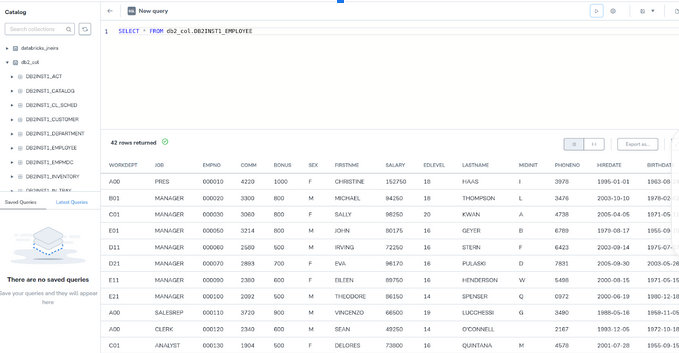 Catalog
Search collections
databricks_jneira
db2_col
DB2INST1_ACT
DB2INST1_CATALOG
DB2INST1_CL_SCHED
DB2INST1_CUSTOMER
DB2INST1_DEPARTMENT
DB2INST1_EMPLOYEE
DB2INST1_EMPMDC
DB2INST1_INVENTORY
DB2INST1_IN_TRAY
Saved Queries Latest Queries
There are no saved queries
Save your queries and they will appear
here
New query
1 SELECT * FROM db2_col.DB2INST1_EMPLOYEE
42 rows returned
Export as...
WORKDEPT JOB EMPNO COMM BONUS SEX FIRSTNME SALARY EDLEVEL LASTNAME MIDINIT PHONENO HIREDATE BIRTHDATE
A00 PRES 000010 4220 1000 F CHRISTINE 152750 18 HAAS I 3978 1995-01-01 1963-08
B01 MANAGER 000020 3300 800 M MICHAEL 94250 18 THOMPSON L 3476 2003-10-10 1978-02
C01 MANAGER 000030 3060 800 F SALLY 98250 20 KWAN A 4738 2005-04-05 1971-05
E01 MANAGER 000050 3214 800 M JOHN 80175 16 GEYER B 6789 1979-08-17 1955-09
D11 MANAGER 000060 2580 500 M IRVING 72250 16 STERN F 6423 2003-09-14 1975-07
D21 MANAGER 000070 2893 700 F EVA 96170 16 PULASKI D 7831 2005-09-30 2003-05-26
E11 MANAGER 000090 2380 600 F EILEEN 89750 16 HENDERSON W 5498 2000-08-15 1971-05-15
E21 MANAGER 000100 2092 500 M THEODORE 86150 14 SPENSER Q 0972 2000-06-19 1980-12-18
A00 SALESREP 000110 3720 900 M VINCENZO 66500 19 LUCCHESSI G 3490 1988-05-16 1959-11-05
A00 CLERK 000120 2340 600 M SEAN 49250 14 O'CONNELL 2167 1993-12-05 1972-10-18
C01 ANALYST 000130 1904 500 F DELORES 73800 16 QUINTANA M 4578 2001-07-28 1955-09-15